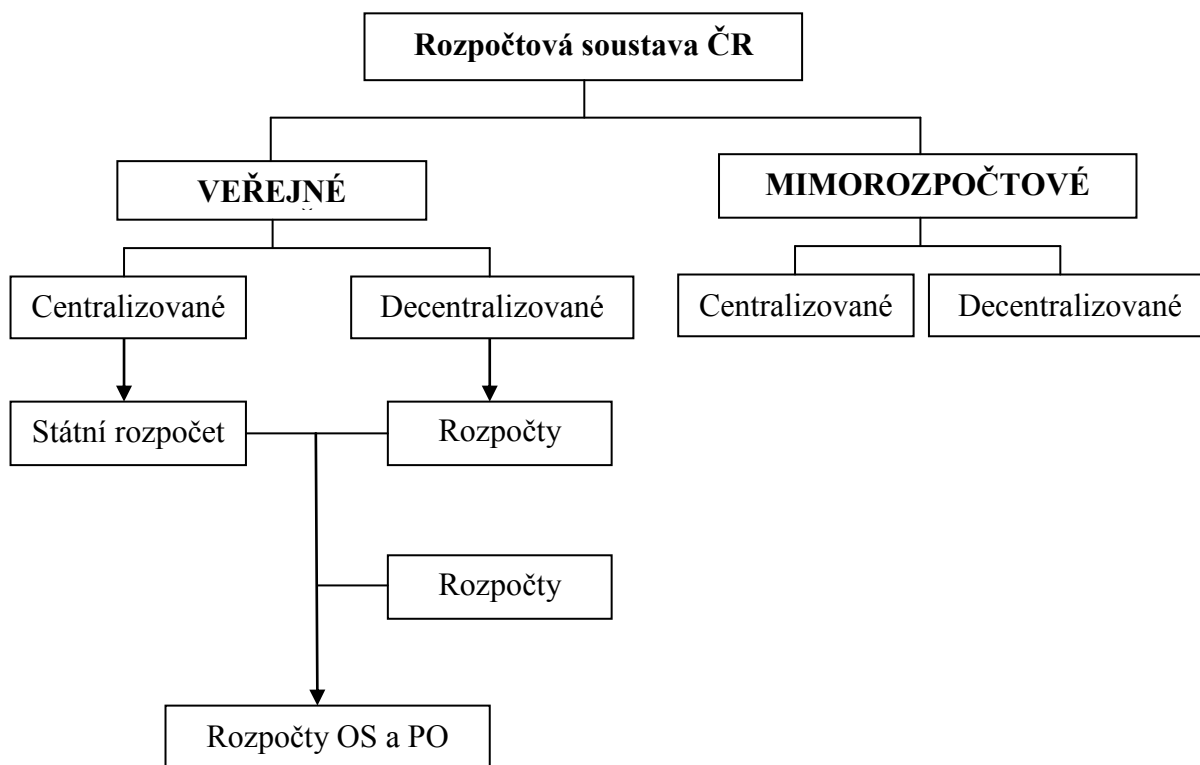 Rozpočtová soustava ČR
VEŘEJNÉ
MIMOROZPOČTOVÉ
Centralizované
Decentralizované
Centralizované
Decentralizované
Státní rozpočet
Rozpočty
Rozpočty
Rozpočty OS a PO